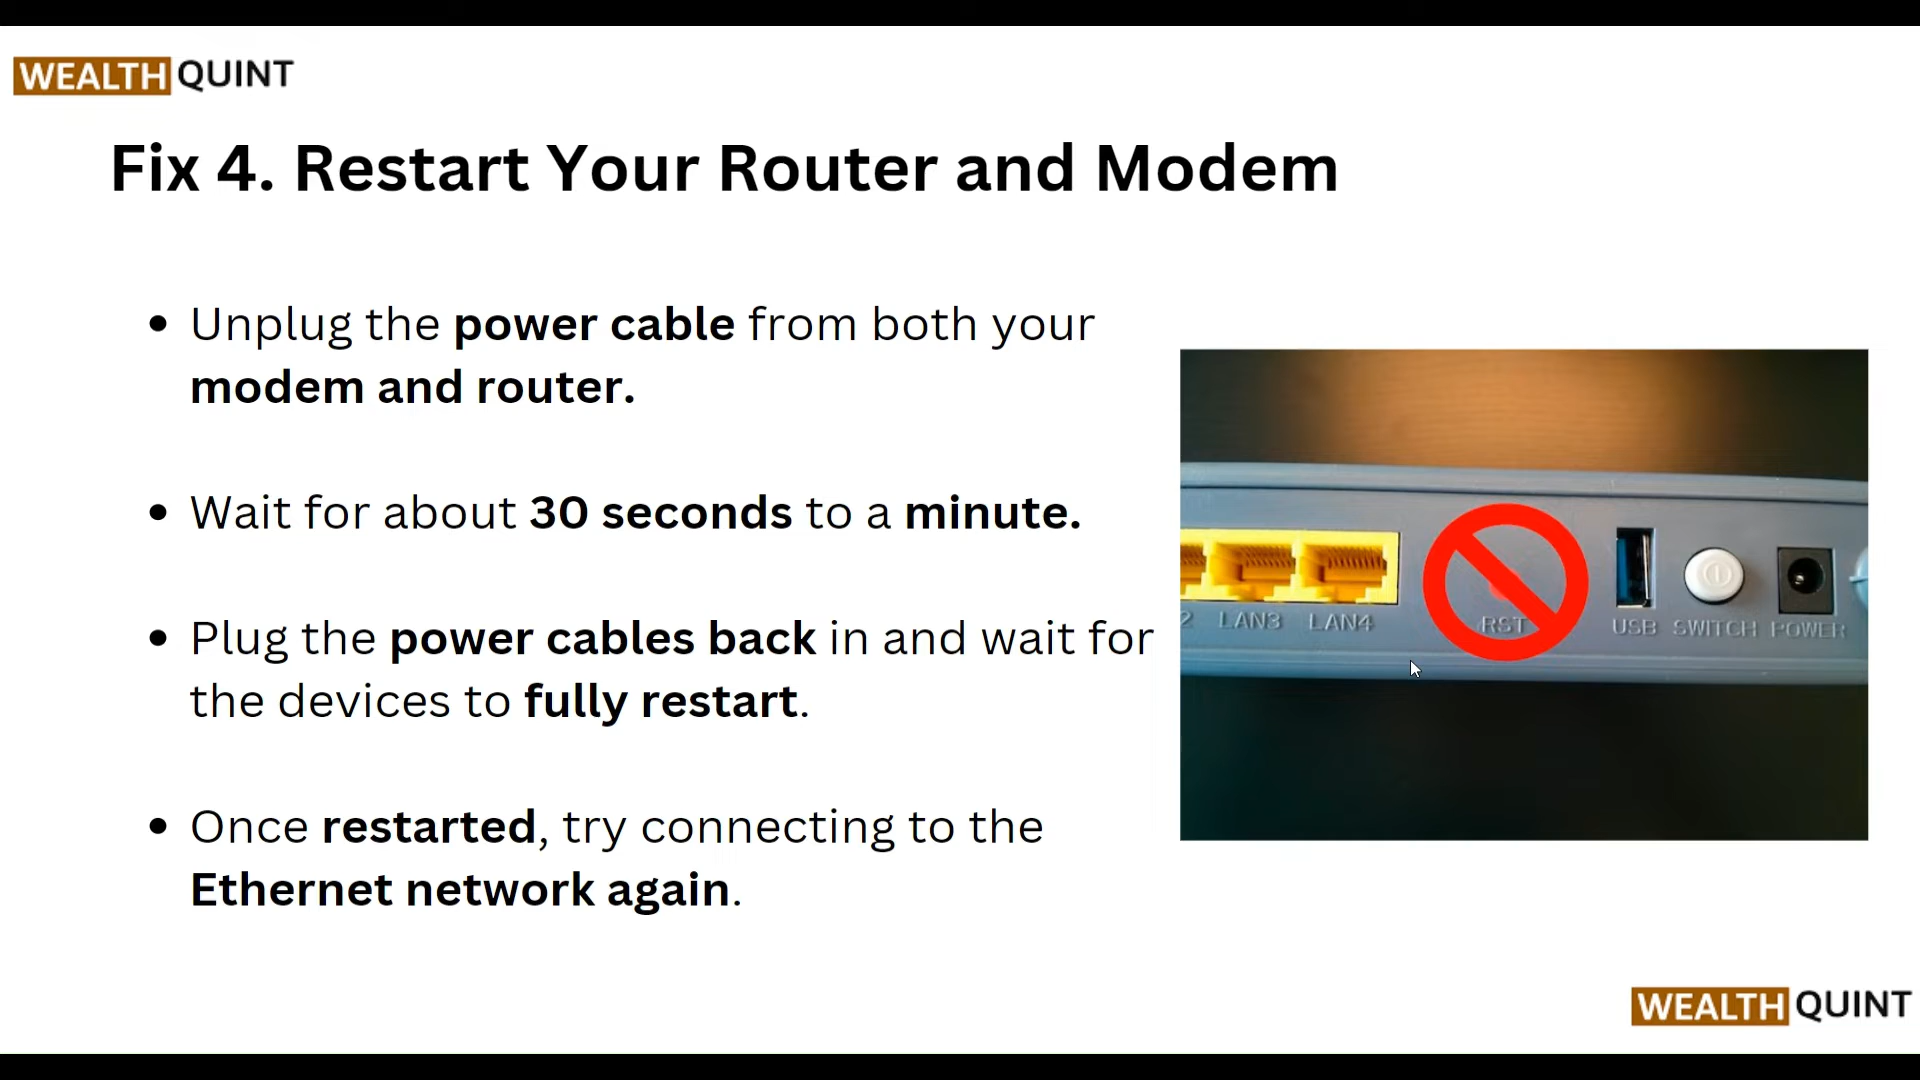 WEALTH QUINT
Fix 4. Restart Your Router and Modem
• Unplug the power cable from both your
modem and router.
• Wait for about 30 seconds to a minute.
• Plug the power cables back in and wait for
the devices to fully restart.
• Once restarted, try connecting to the
Ethernet network again.
2 LAN3 LAN4 RST USB SWITCH POWER
WEALTH QUINT